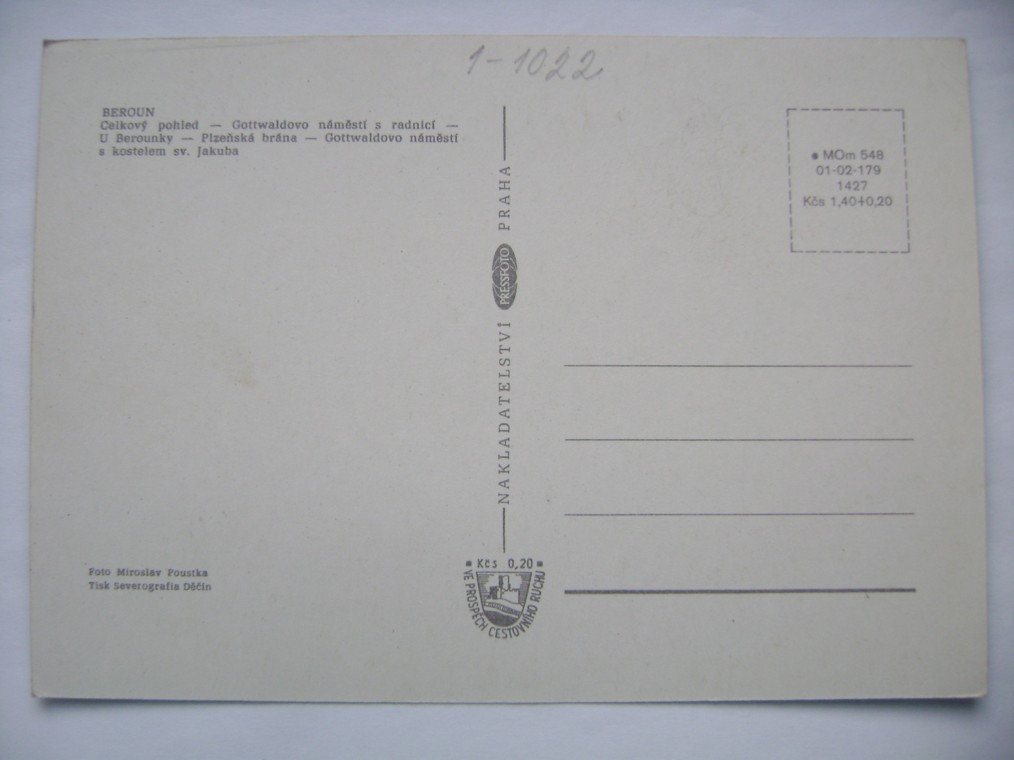 1-1022
BEROUN
Celkový pohled — Gottwaldovo náměstí s radnicí —
U Berounky — Plzeňská brána — Gottwaldovo náměstí
s kostelem sv. Jakuba
• MOm 548
01-02-179
1427
Kčs 1,40+0,20
NAKLADATELSTVÍ PRESSFOTO PRAHA
Foto Miroslav Poustka
Tisk Severografia Děčín
Kčs 0,20
VE PROSPĚCH CESTOVNÍHO RUCHU